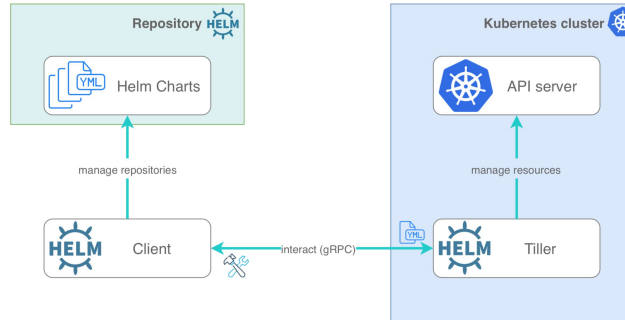 Repository HELM
Kubernetes cluster
YML Helm Charts
API server
manage repositories
manage resources
HELM Client
interact (gRPC)
YML
HELM Tiller